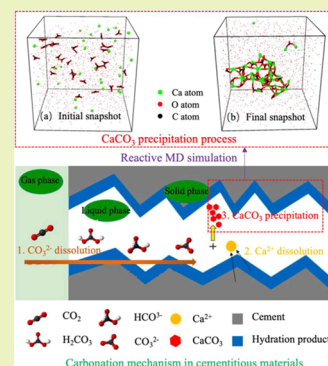 (a) Initial snapshot
(b) Final snapshot
Ca atom
O atom
C atom
CaCO₃ precipitation process
Reactive MD simulation
Gas phase
Solid phase
Liquid phase
3. CaCO₃ precipitation
1. CO₃²⁻ dissolution
+
2. Ca²⁺ dissolution
CO₂
HCO³⁻
Ca²⁺
Cement
H₂CO₃
CO₃²⁻
CaCO₃
Hydration produc
Carbonation mechanism in cementitious materials